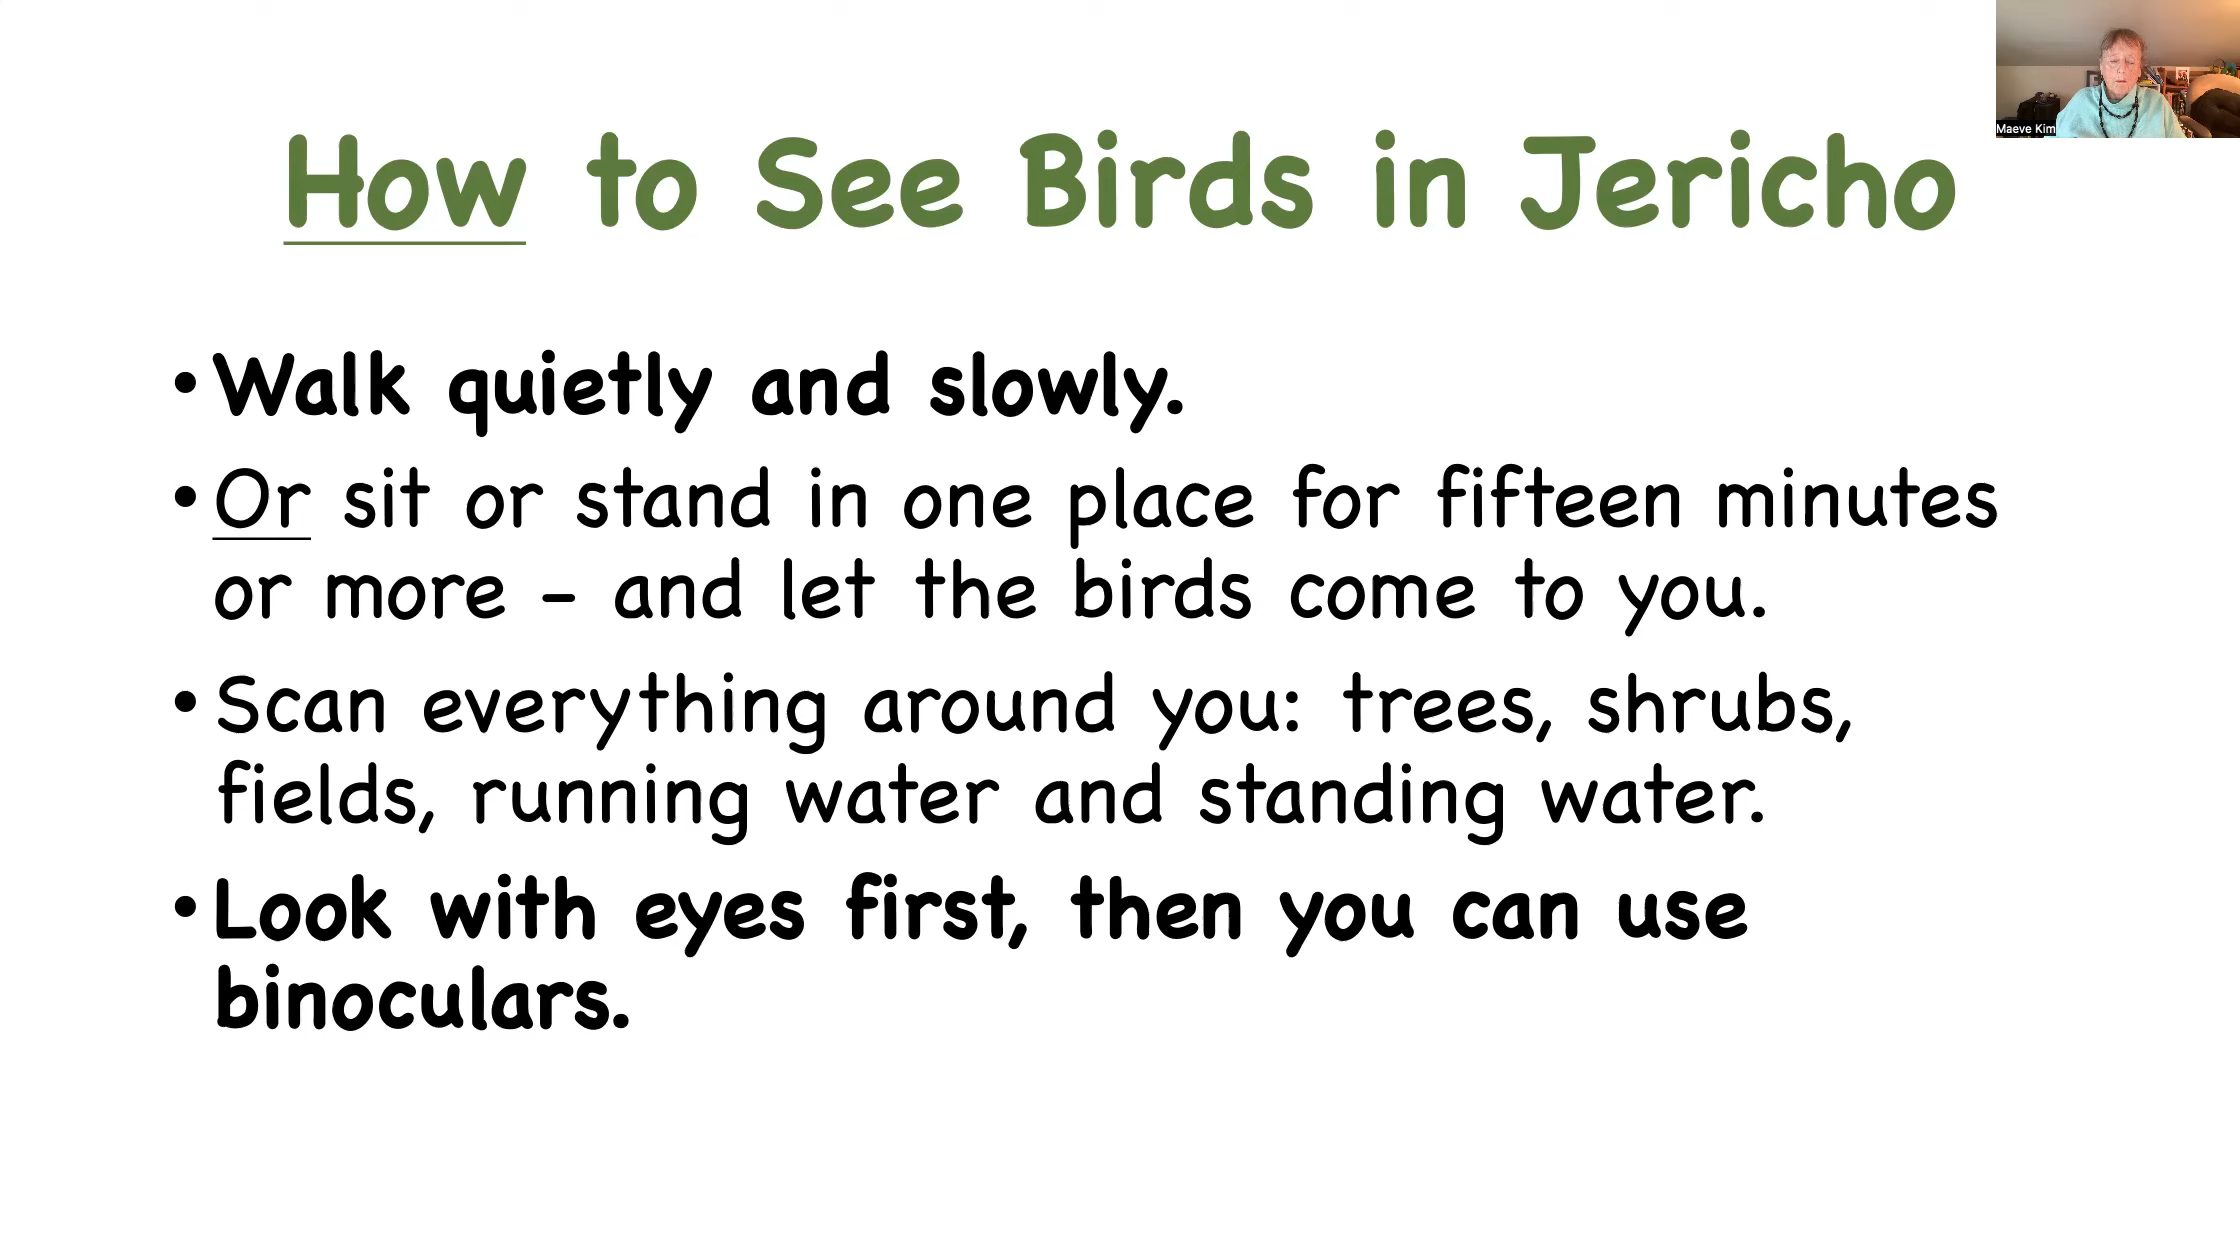 Maeve Kim
How to See Birds in Jericho
• Walk quietly and slowly.
• Or sit or stand in one place for fifteen minutes
or more – and let the birds come to you.
• Scan everything around you: trees, shrubs,
fields, running water and standing water.
• Look with eyes first, then you can use
binoculars.